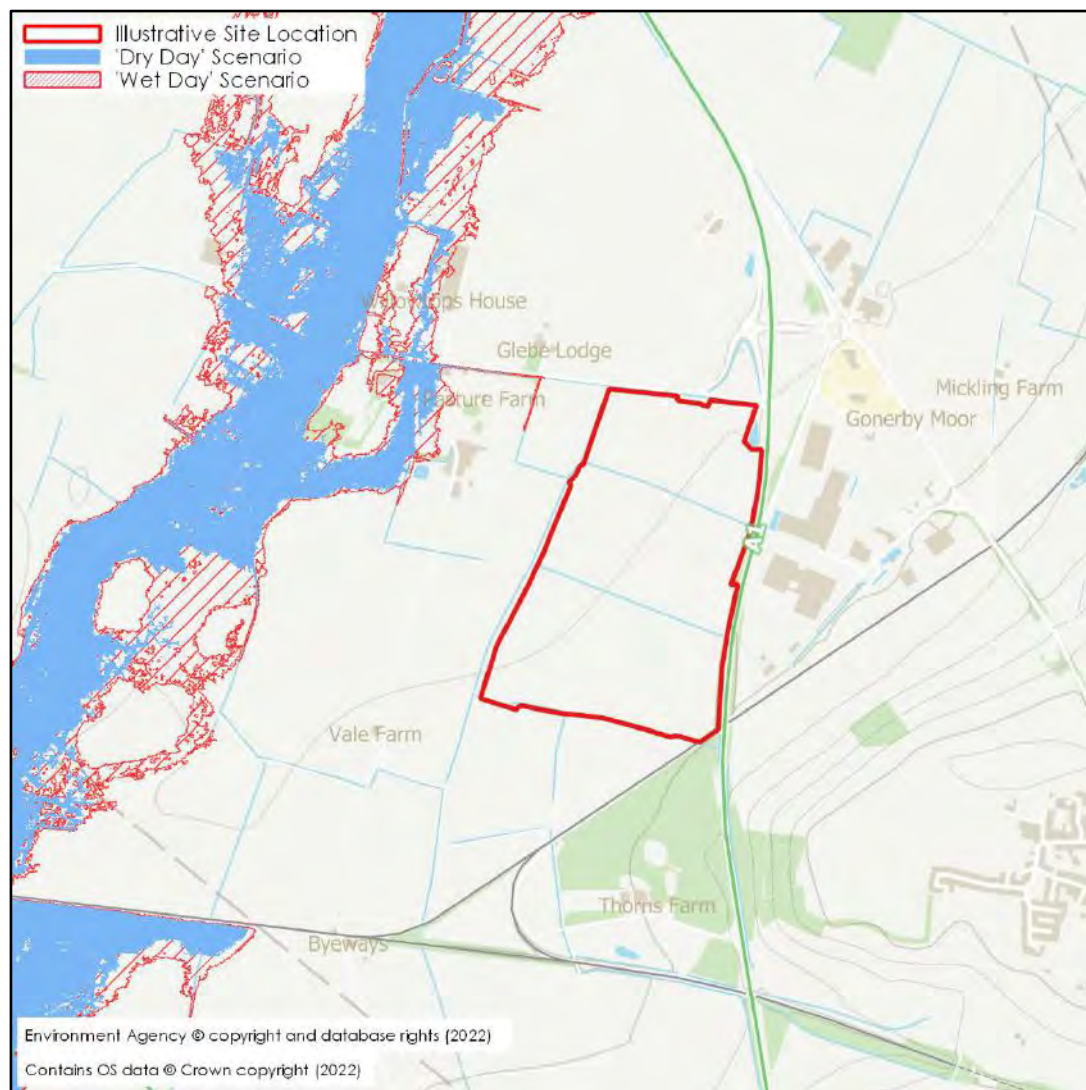 Illustrative Site Location
'Dry Day' Scenario
'Wet Day' Scenario
Willowtops House
Glebe Lodge
Pasture Farm
Mickling Farm
Gonerby Moor
A1
Vale Farm
Thorns Farm
Byeways
Environment Agency © copyright and database rights (2022)
Contains OS data © Crown copyright (2022)